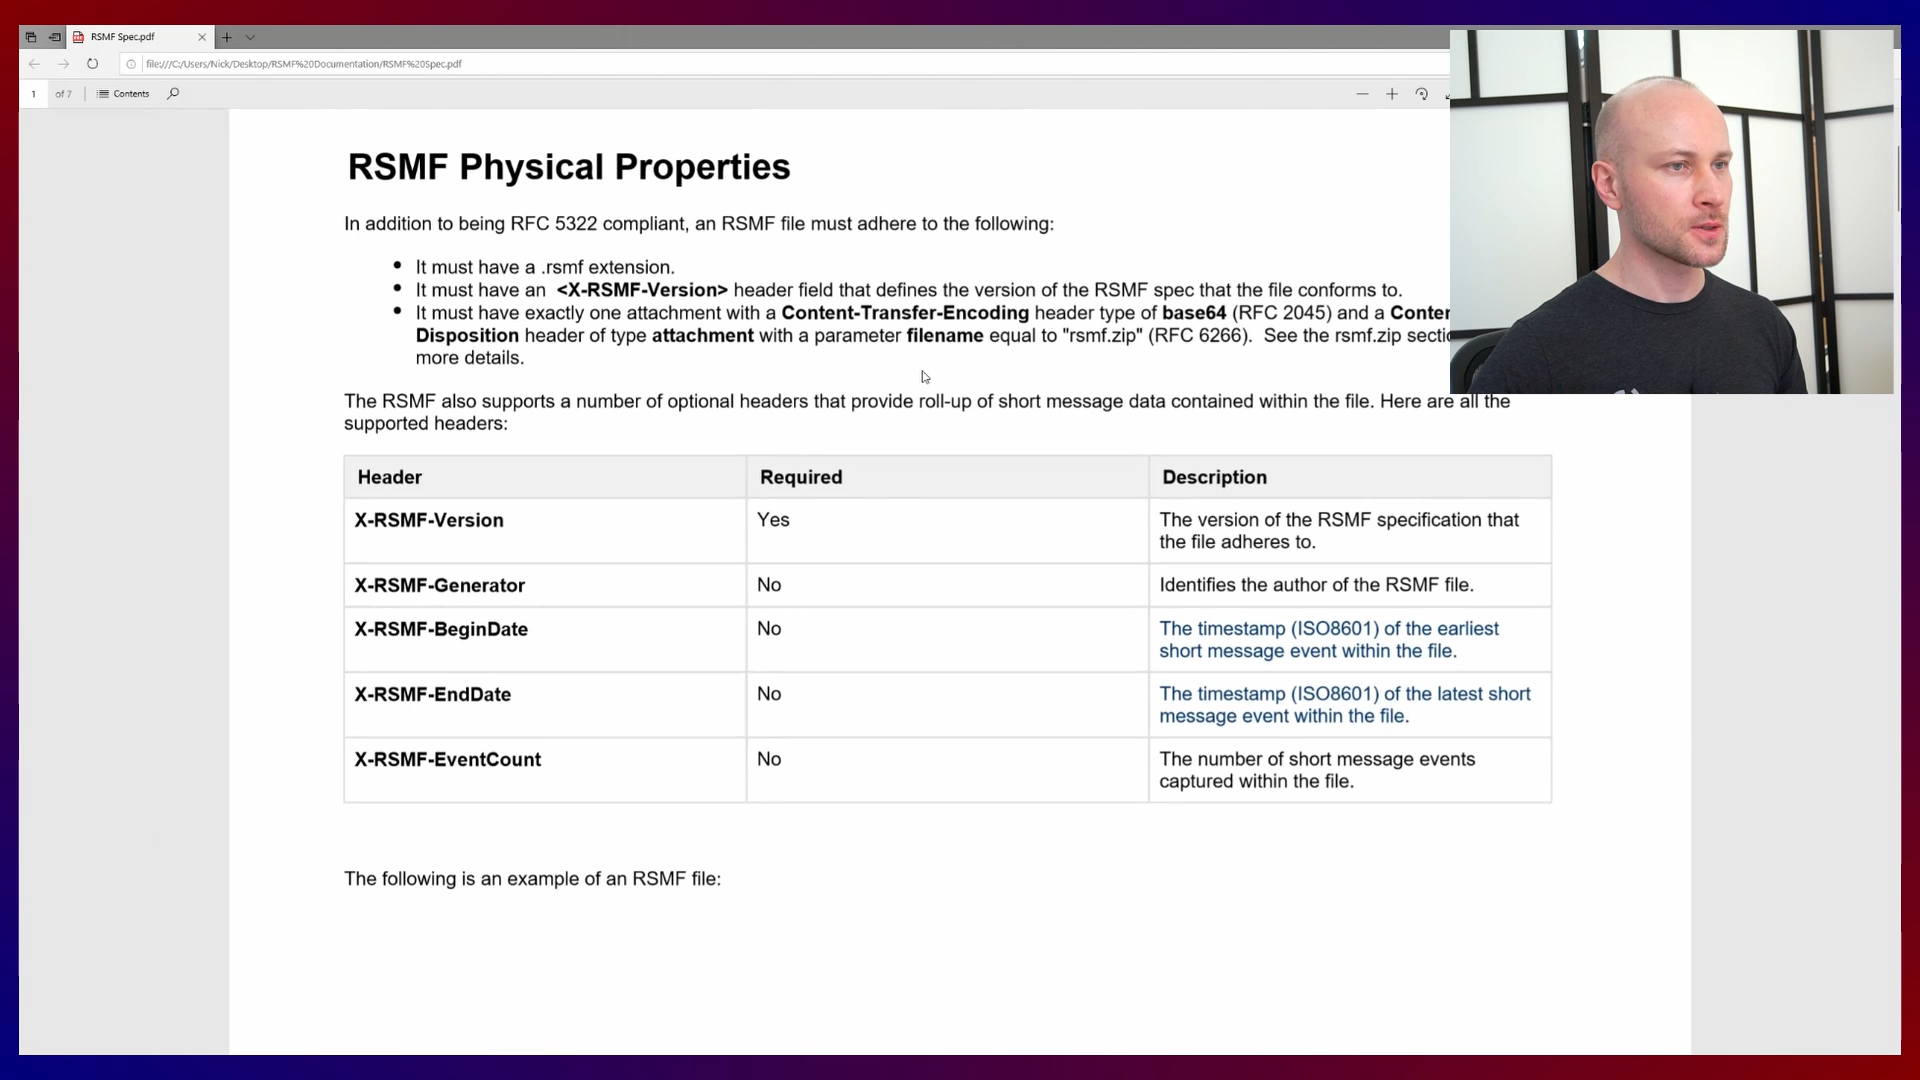 RSMF Spec.pdf
file:///C:/Users/Nick/Desktop/RSMF%20Documentation/RSMF%20Spec.pdf
1 of 7 Contents
RSMF Physical Properties
In addition to being RFC 5322 compliant, an RSMF file must adhere to the following:
• It must have a .rsmf extension.
• It must have an <X-RSMF-Version> header field that defines the version of the RSMF spec that the file conforms to.
• It must have exactly one attachment with a Content-Transfer-Encoding header type of base64 (RFC 2045) and a
Disposition header of type attachment with a parameter filename equal to "rsmf.zip" (RFC 6266). See the rsmf.zip
more details.
The RSMF also supports a number of optional headers that provide roll-up of short message data contained within the file. Here are all the
supported headers:
Header Required Description
X-RSMF-Version Yes The version of the RSMF specification that
the file adheres to.
X-RSMF-Generator No Identifies the author of the RSMF file.
X-RSMF-BeginDate No The timestamp (ISO8601) of the earliest
short message event within the file.
X-RSMF-EndDate No The timestamp (ISO8601) of the latest short
message event within the file.
X-RSMF-EventCount No The number of short message events
captured within the file.
The following is an example of an RSMF file: